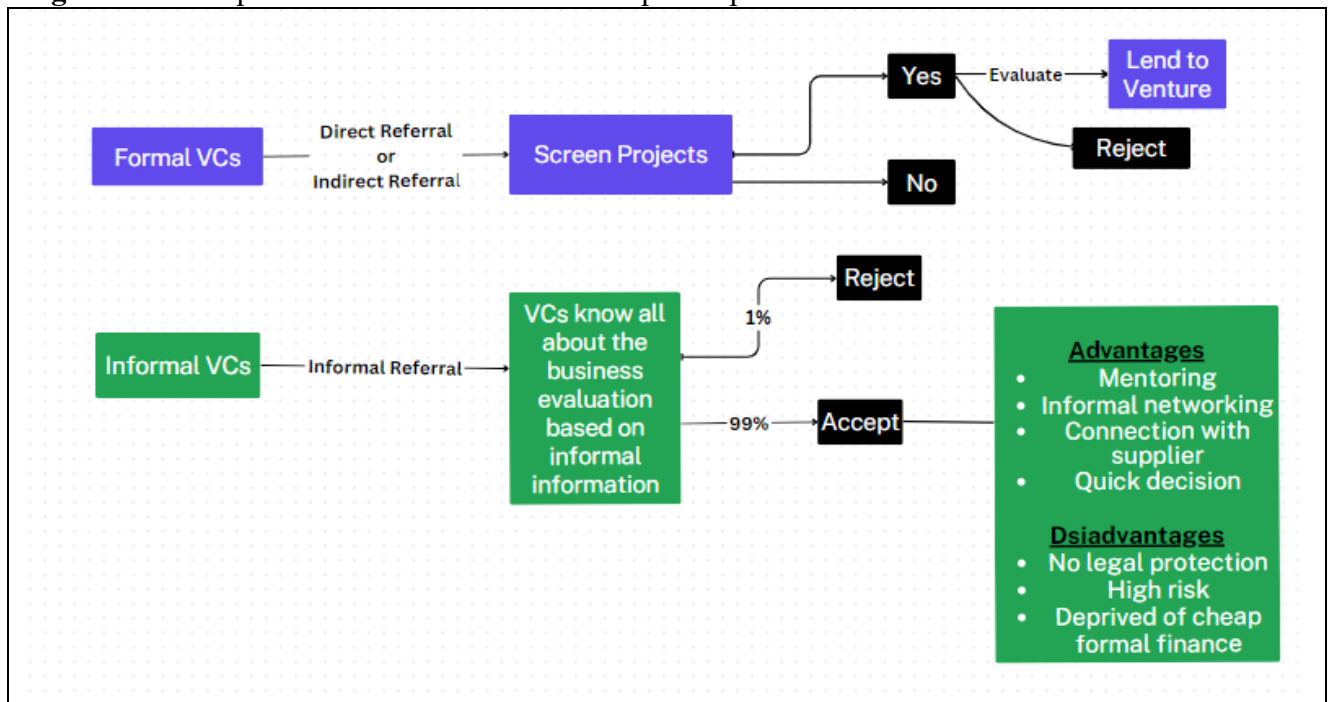 Formal VCs
Direct Referral
or
Indirect Referral
Screen Projects
Yes
Evaluate
Lend to
Venture
Reject
No
Informal VCs
Informal Referral
VCs know all
about the
business
evaluation
based on
informal
information
1%
Reject
99%
Accept
Advantages
• Mentoring
• Informal networking
• Connection with
supplier
• Quick decision
Dsiadvantages
• No legal protection
• High risk
• Deprived of cheap
formal finance